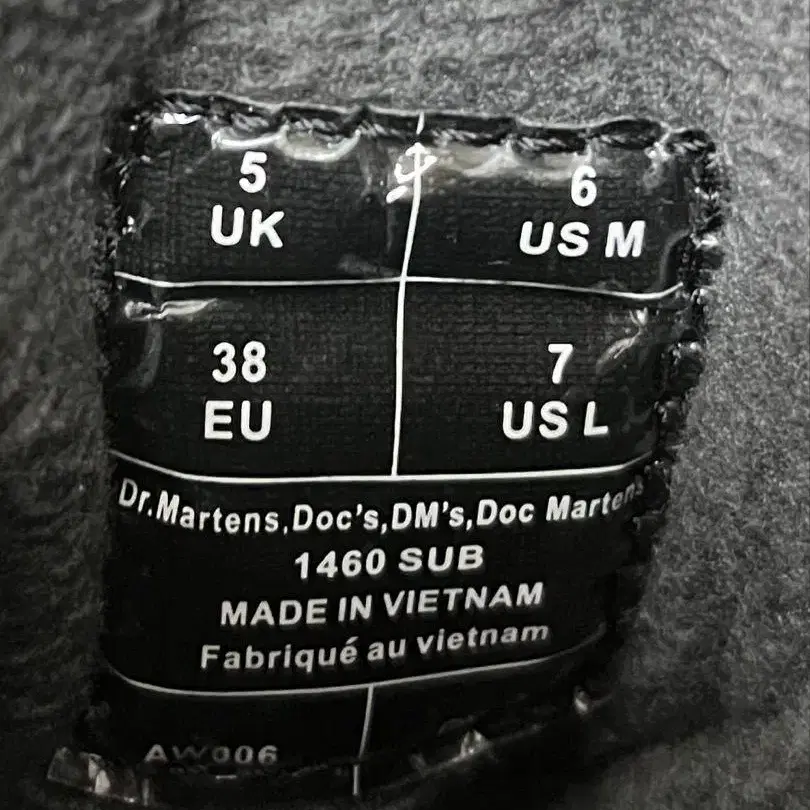 5
UK
6
US M
38
EU
7
US L
Dr.Martens,Doc's,DM's,Doc Martens
1460 SUB
MADE IN VIETNAM
Fabriqué au vietnam
AW006